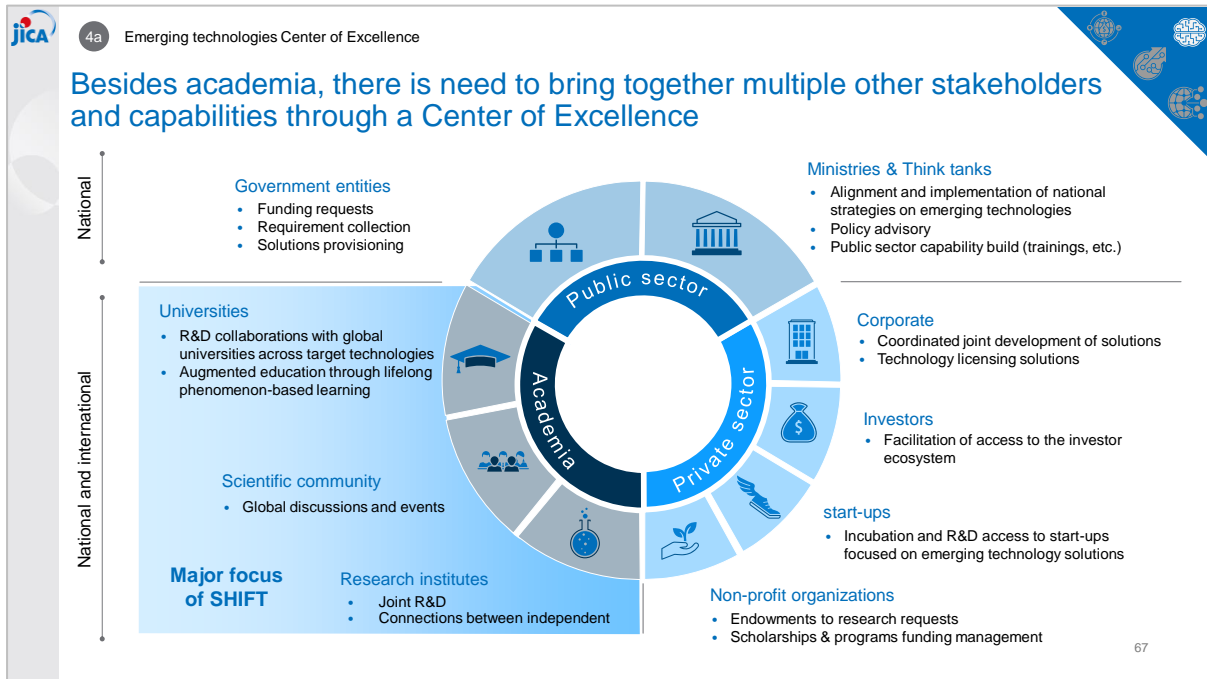 jICA
4a
Emerging technologies Center of Excellence
Besides academia, there is need to bring together multiple other stakeholders
and capabilities through a Center of Excellence
National
Government entities
• Funding requests
• Requirement collection
• Solutions provisioning
Ministries & Think tanks
• Alignment and implementation of national
strategies on emerging technologies
• Policy advisory
• Public sector capability build (trainings, etc.)
Public sector
National and international
Universities
• R&D collaborations with global
universities across target technologies
• Augmented education through lifelong
phenomenon-based learning
Scientific community
• Global discussions and events
Major focus
of SHIFT
Research institutes
• Joint R&D
• Connections between independent
Academia
Private sector
$
Corporate
• Coordinated joint development of solutions
• Technology licensing solutions
Investors
• Facilitation of access to the investor
ecosystem
start-ups
• Incubation and R&D access to start-ups
focused on emerging technology solutions
Non-profit organizations
• Endowments to research requests
• Scholarships & programs funding management
67